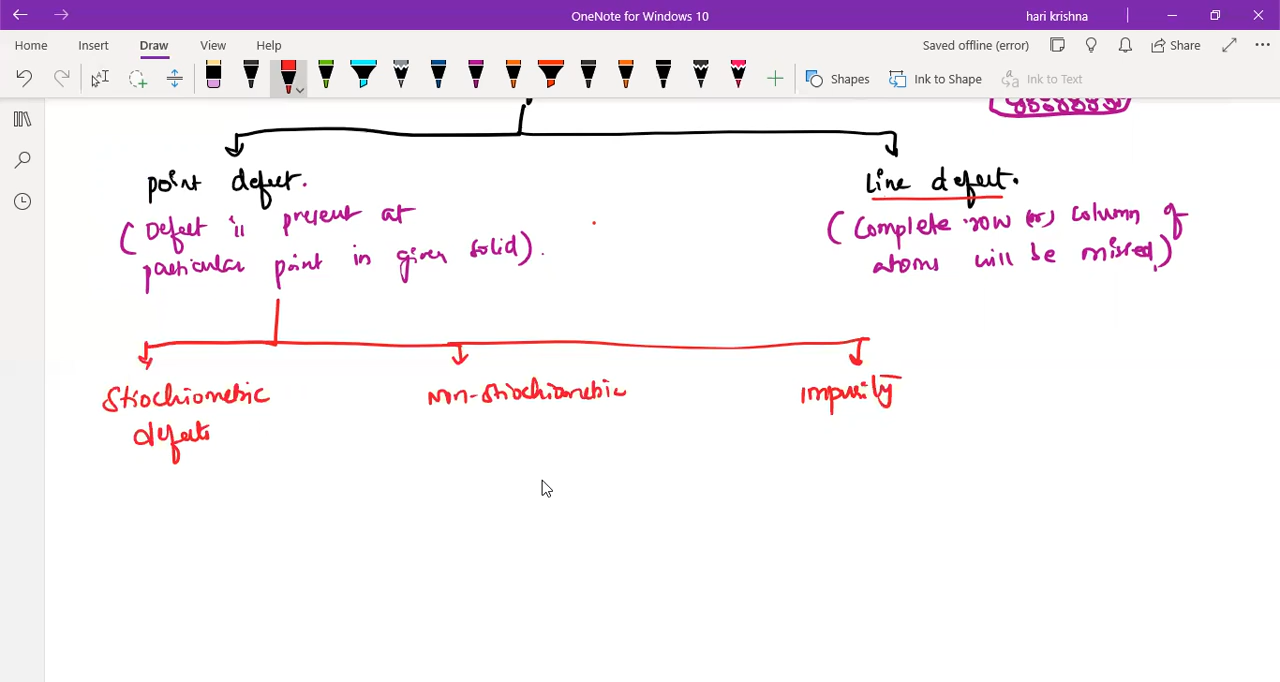 OneNote for Windows 10
hari krishna
Home Insert Draw View Help
Saved offline (error)
Share
Shapes
Ink to Shape
Ink to Text
point defect.
(Defect is present at
particular point in given solid).
Line defect.
(Complete row (or) column of
atoms will be missed,)
Stiochiometric
defects
Non-Stiochiometric
Impurity